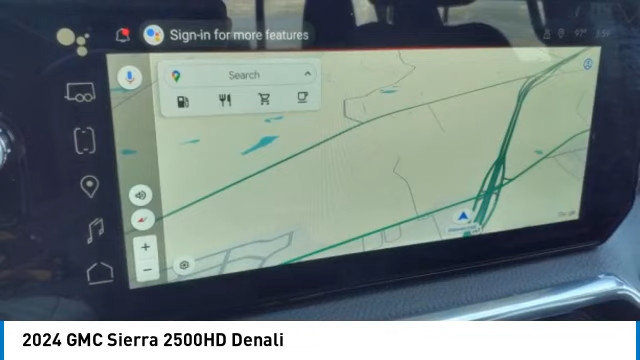 Sign-in for more features
Search
2024 GMC Sierra 2500HD Denali